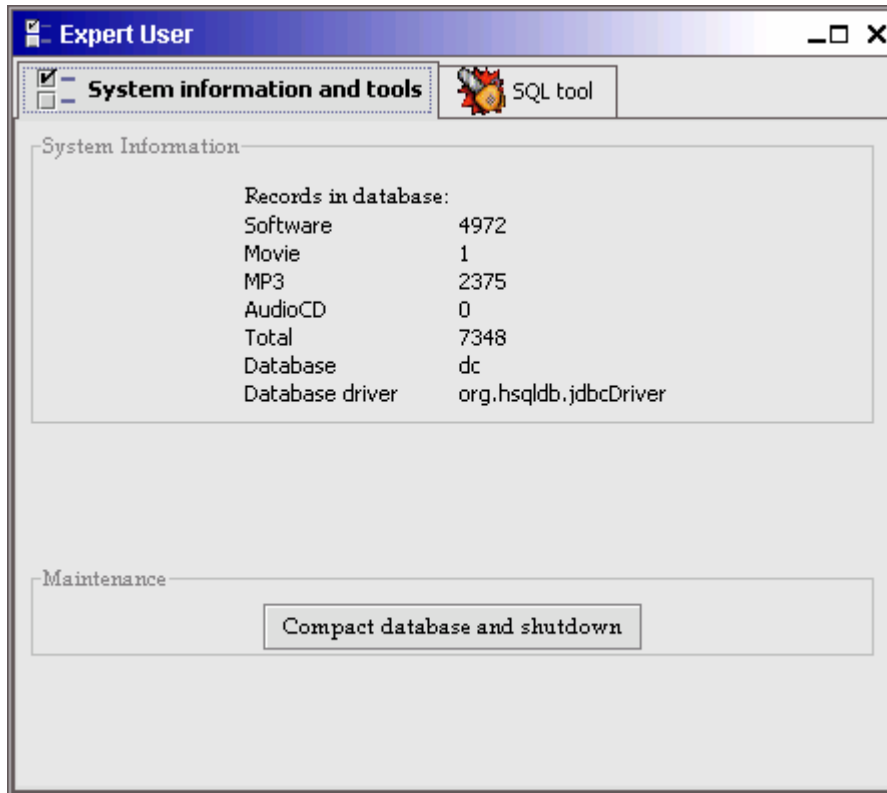 Expert User
System information and tools
SQL tool
System Information
Records in database:
Software 4972
Movie 1
MP3 2375
AudioCD 0
Total 7348
Database dc
Database driver org.hsqldb.jdbcDriver
Maintenance
Compact database and shutdown